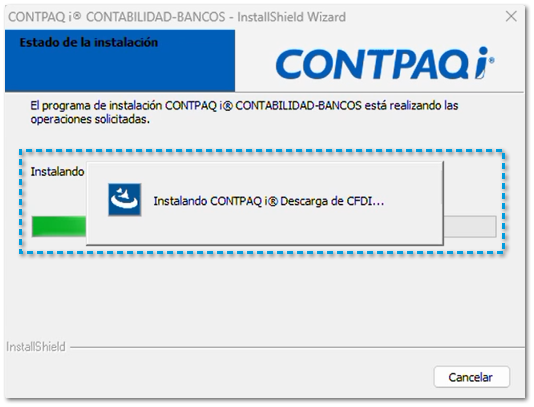 CONTPAQ i® CONTABILIDAD-BANCOS - InstallShield Wizard
Estado de la instalación
CONTPAQ i®
El programa de instalación CONTPAQ i® CONTABILIDAD-BANCOS está realizando las
operaciones solicitadas.
Instalando
Instalando CONTPAQ i® Descarga de CFDI...
InstallShield
Cancelar